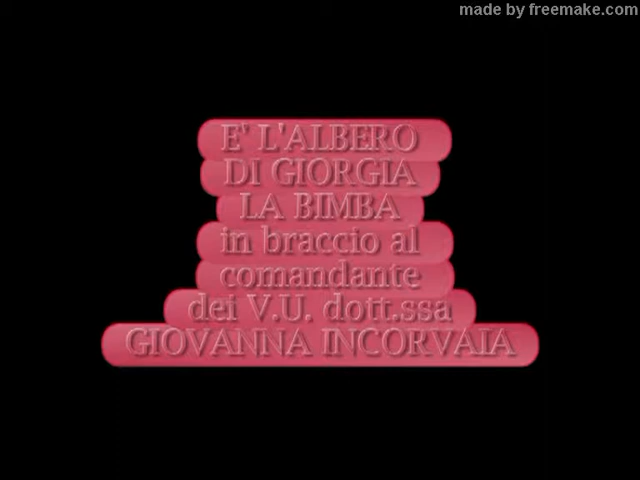 made by freemake.com
E' L'ALBERO
DI GIORGIA
LA BIMBA
in braccio al
comandante
dei V.U. dott.ssa
GIOVANNA INCORVAIA